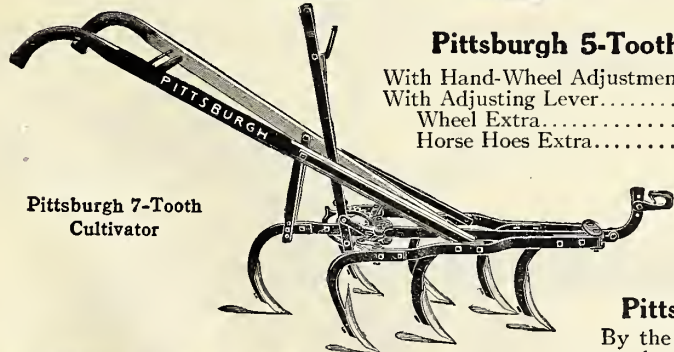 Pittsburgh 5-Tooth
With Hand-Wheel Adjustmen
With Adjusting Lever........
Wheel Extra.............
Horse Hoes Extra.......
PITTSBURGH
Pittsburgh 7-Tooth
Cultivator
Pitts
By the